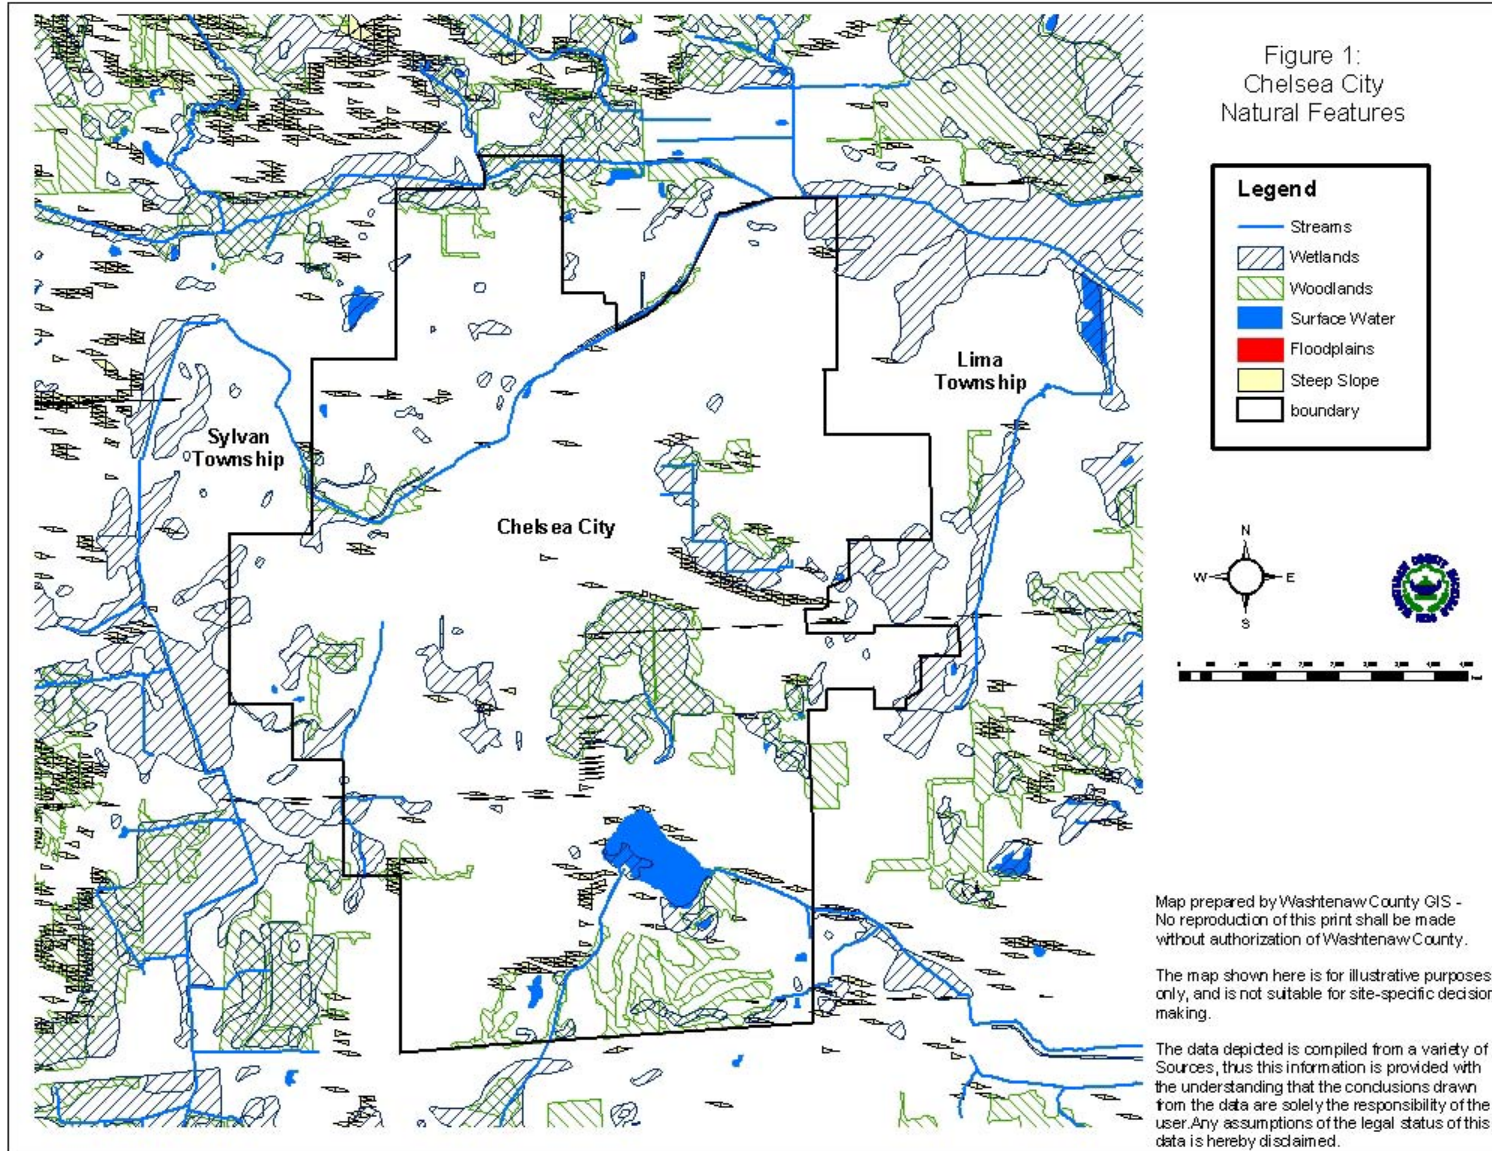 Figure 1:
Chelsea City
Natural Features
Legend
Streams
Wetlands
Woodlands
Surface Water
Floodplains
Steep Slope
boundary
Lima
Township
Sylvan
Township
Chelsea City
N
W
E
S
Map prepared by Washtenaw County GIS -
No reproduction of this print shall be made
without authorization of Washtenaw County.
The map shown here is for illustrative purposes
only, and is not suitable for site-specific decision
making.
The data depicted is compiled from a variety of
Sources, thus this information is provided with
the understanding that the conclusions drawn
from the data are solely the responsibility of the
user. Any assumptions of the legal status of this
data is hereby disclaimed.